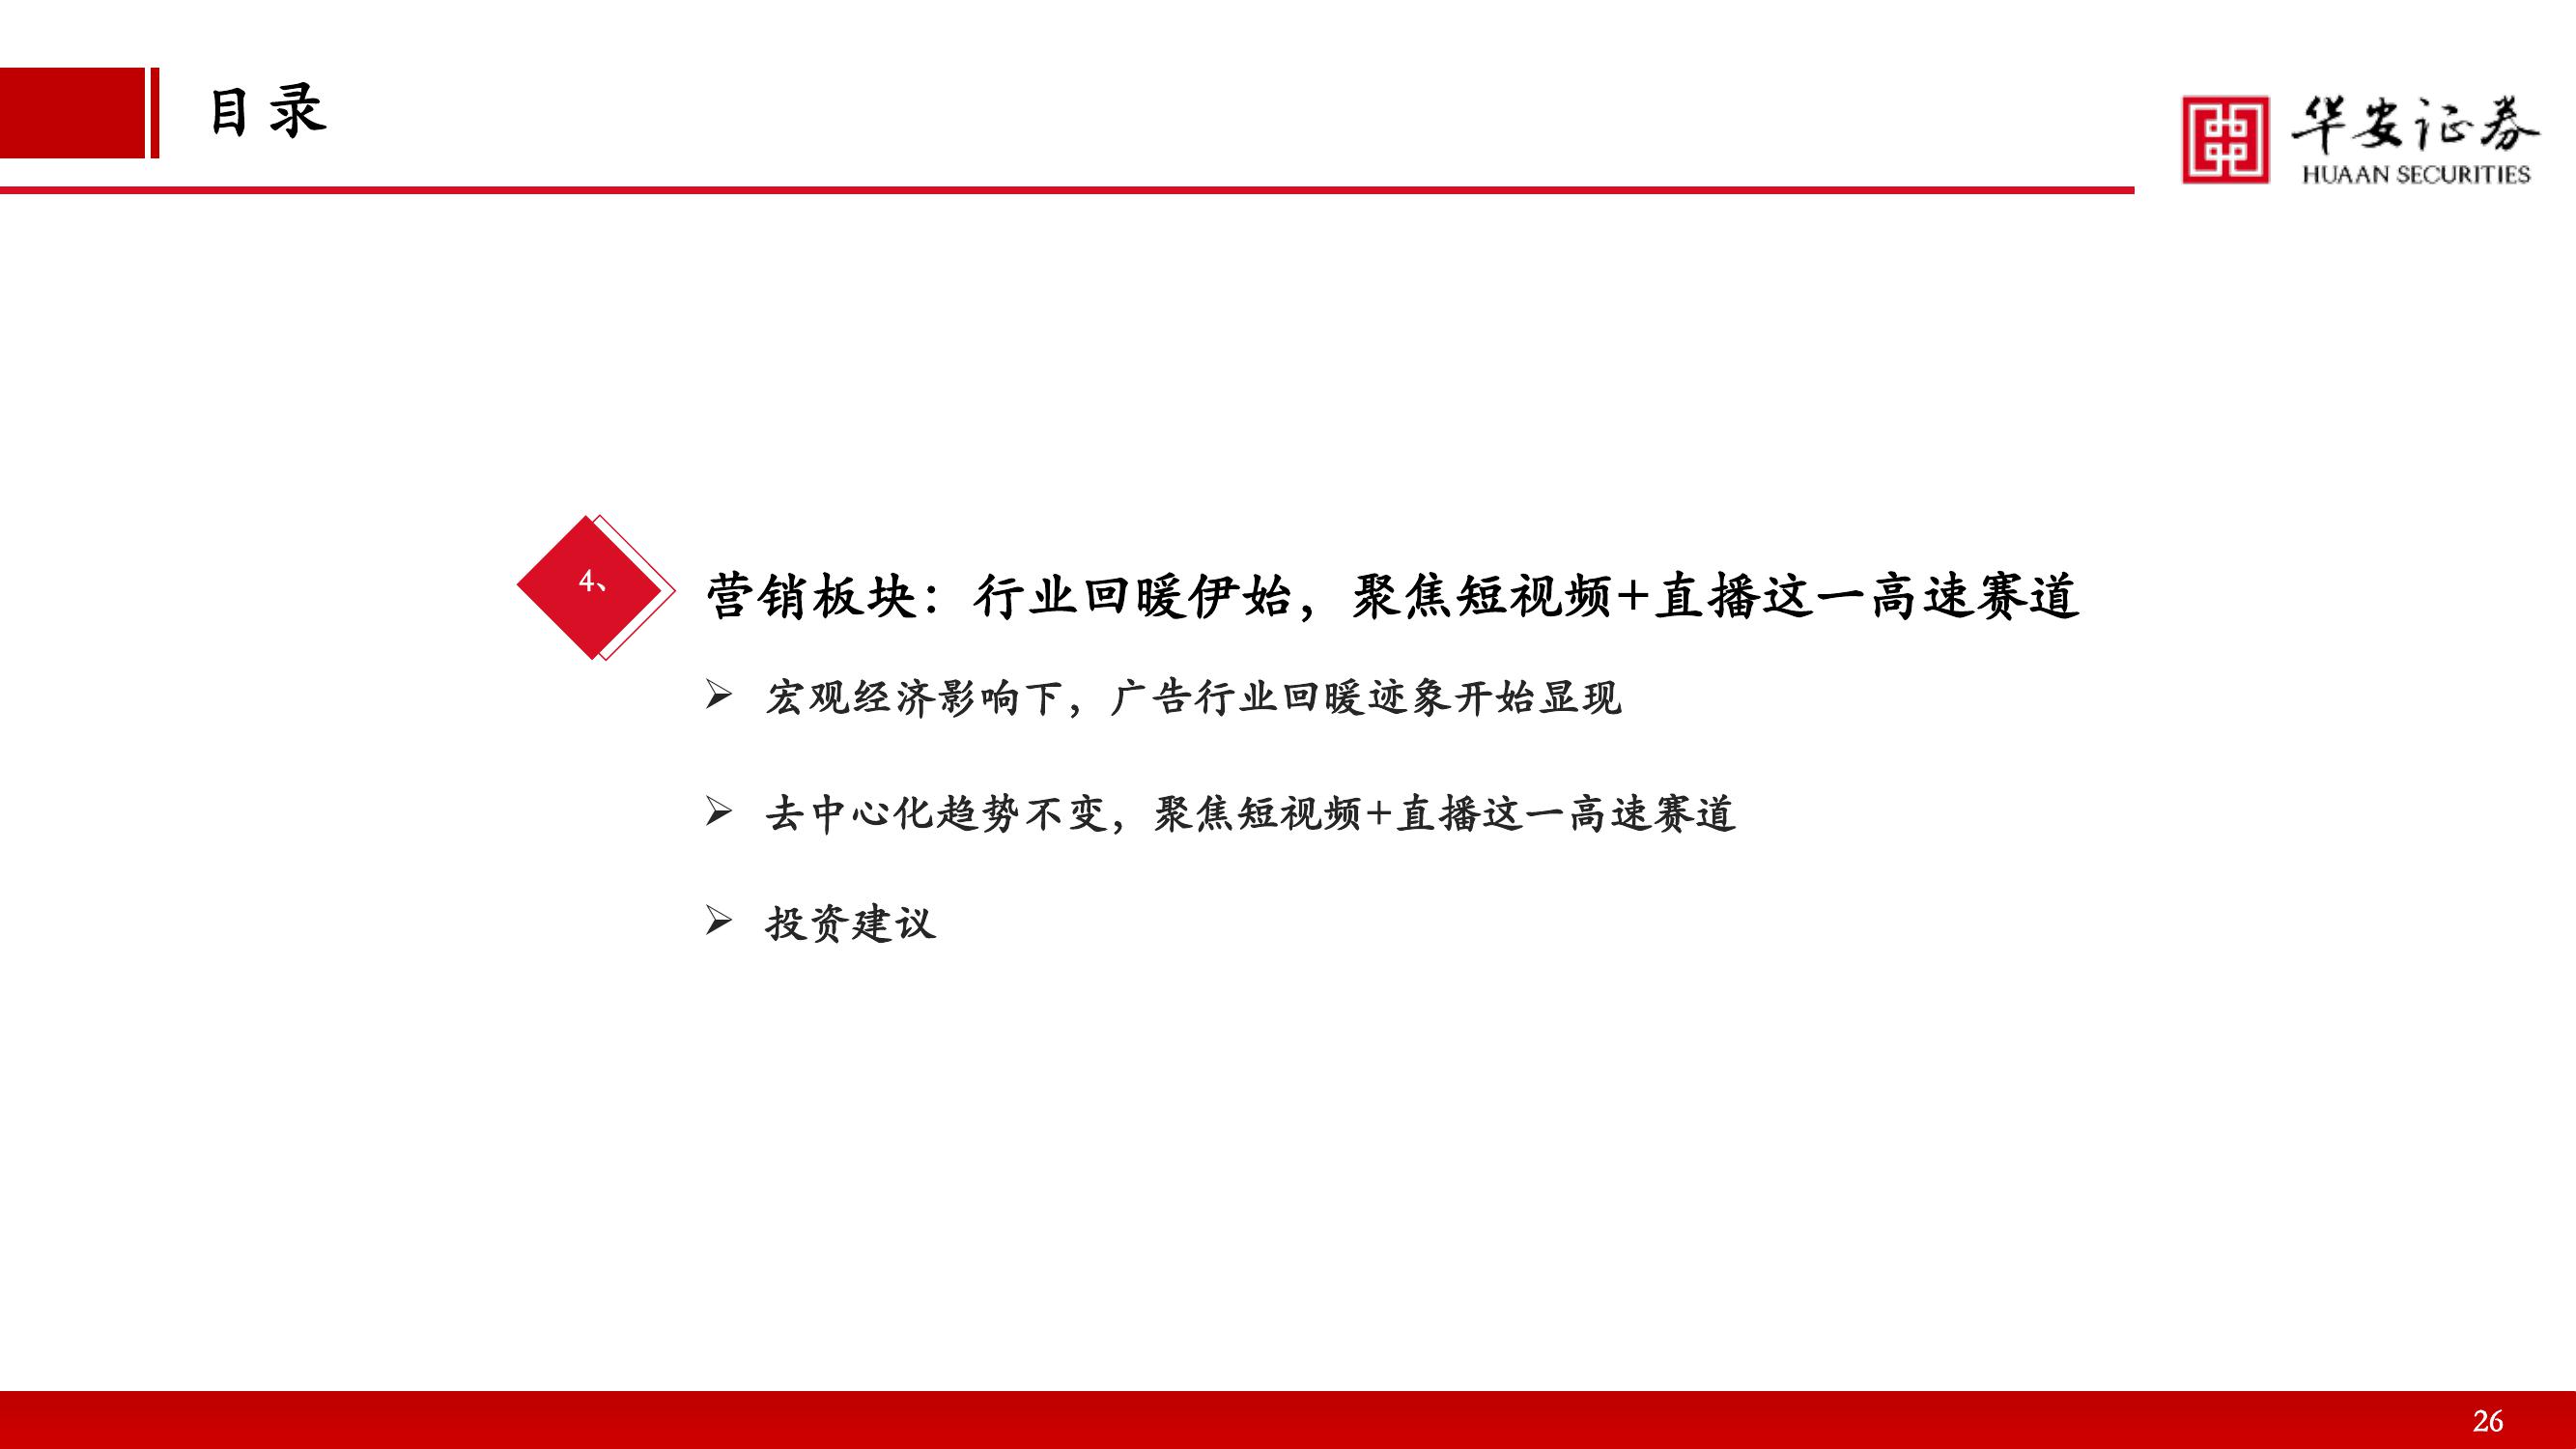 目录
华安证券
HUAAN SECURITIES
4、
营销板块：行业回暖伊始，聚焦短视频+直播这一高速赛道
➢ 宏观经济影响下，广告行业回暖迹象开始显现
➢ 去中心化趋势不变，聚焦短视频+直播这一高速赛道
➢ 投资建议
26